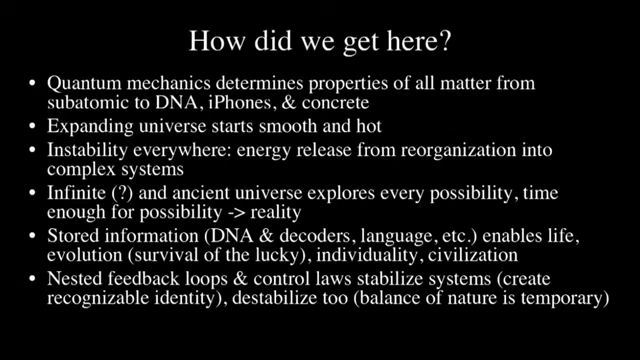 How did we get here?
• Quantum mechanics determines properties of all matter from
subatomic to DNA, iPhones, & concrete
• Expanding universe starts smooth and hot
• Instability everywhere: energy release from reorganization into
complex systems
• Infinite (?) and ancient universe explores every possibility, time
enough for possibility -> reality
• Stored information (DNA & decoders, language, etc.) enables life,
evolution (survival of the lucky), individuality, civilization
• Nested feedback loops & control laws stabilize systems (create
recognizable identity), destabilize too (balance of nature is temporary)